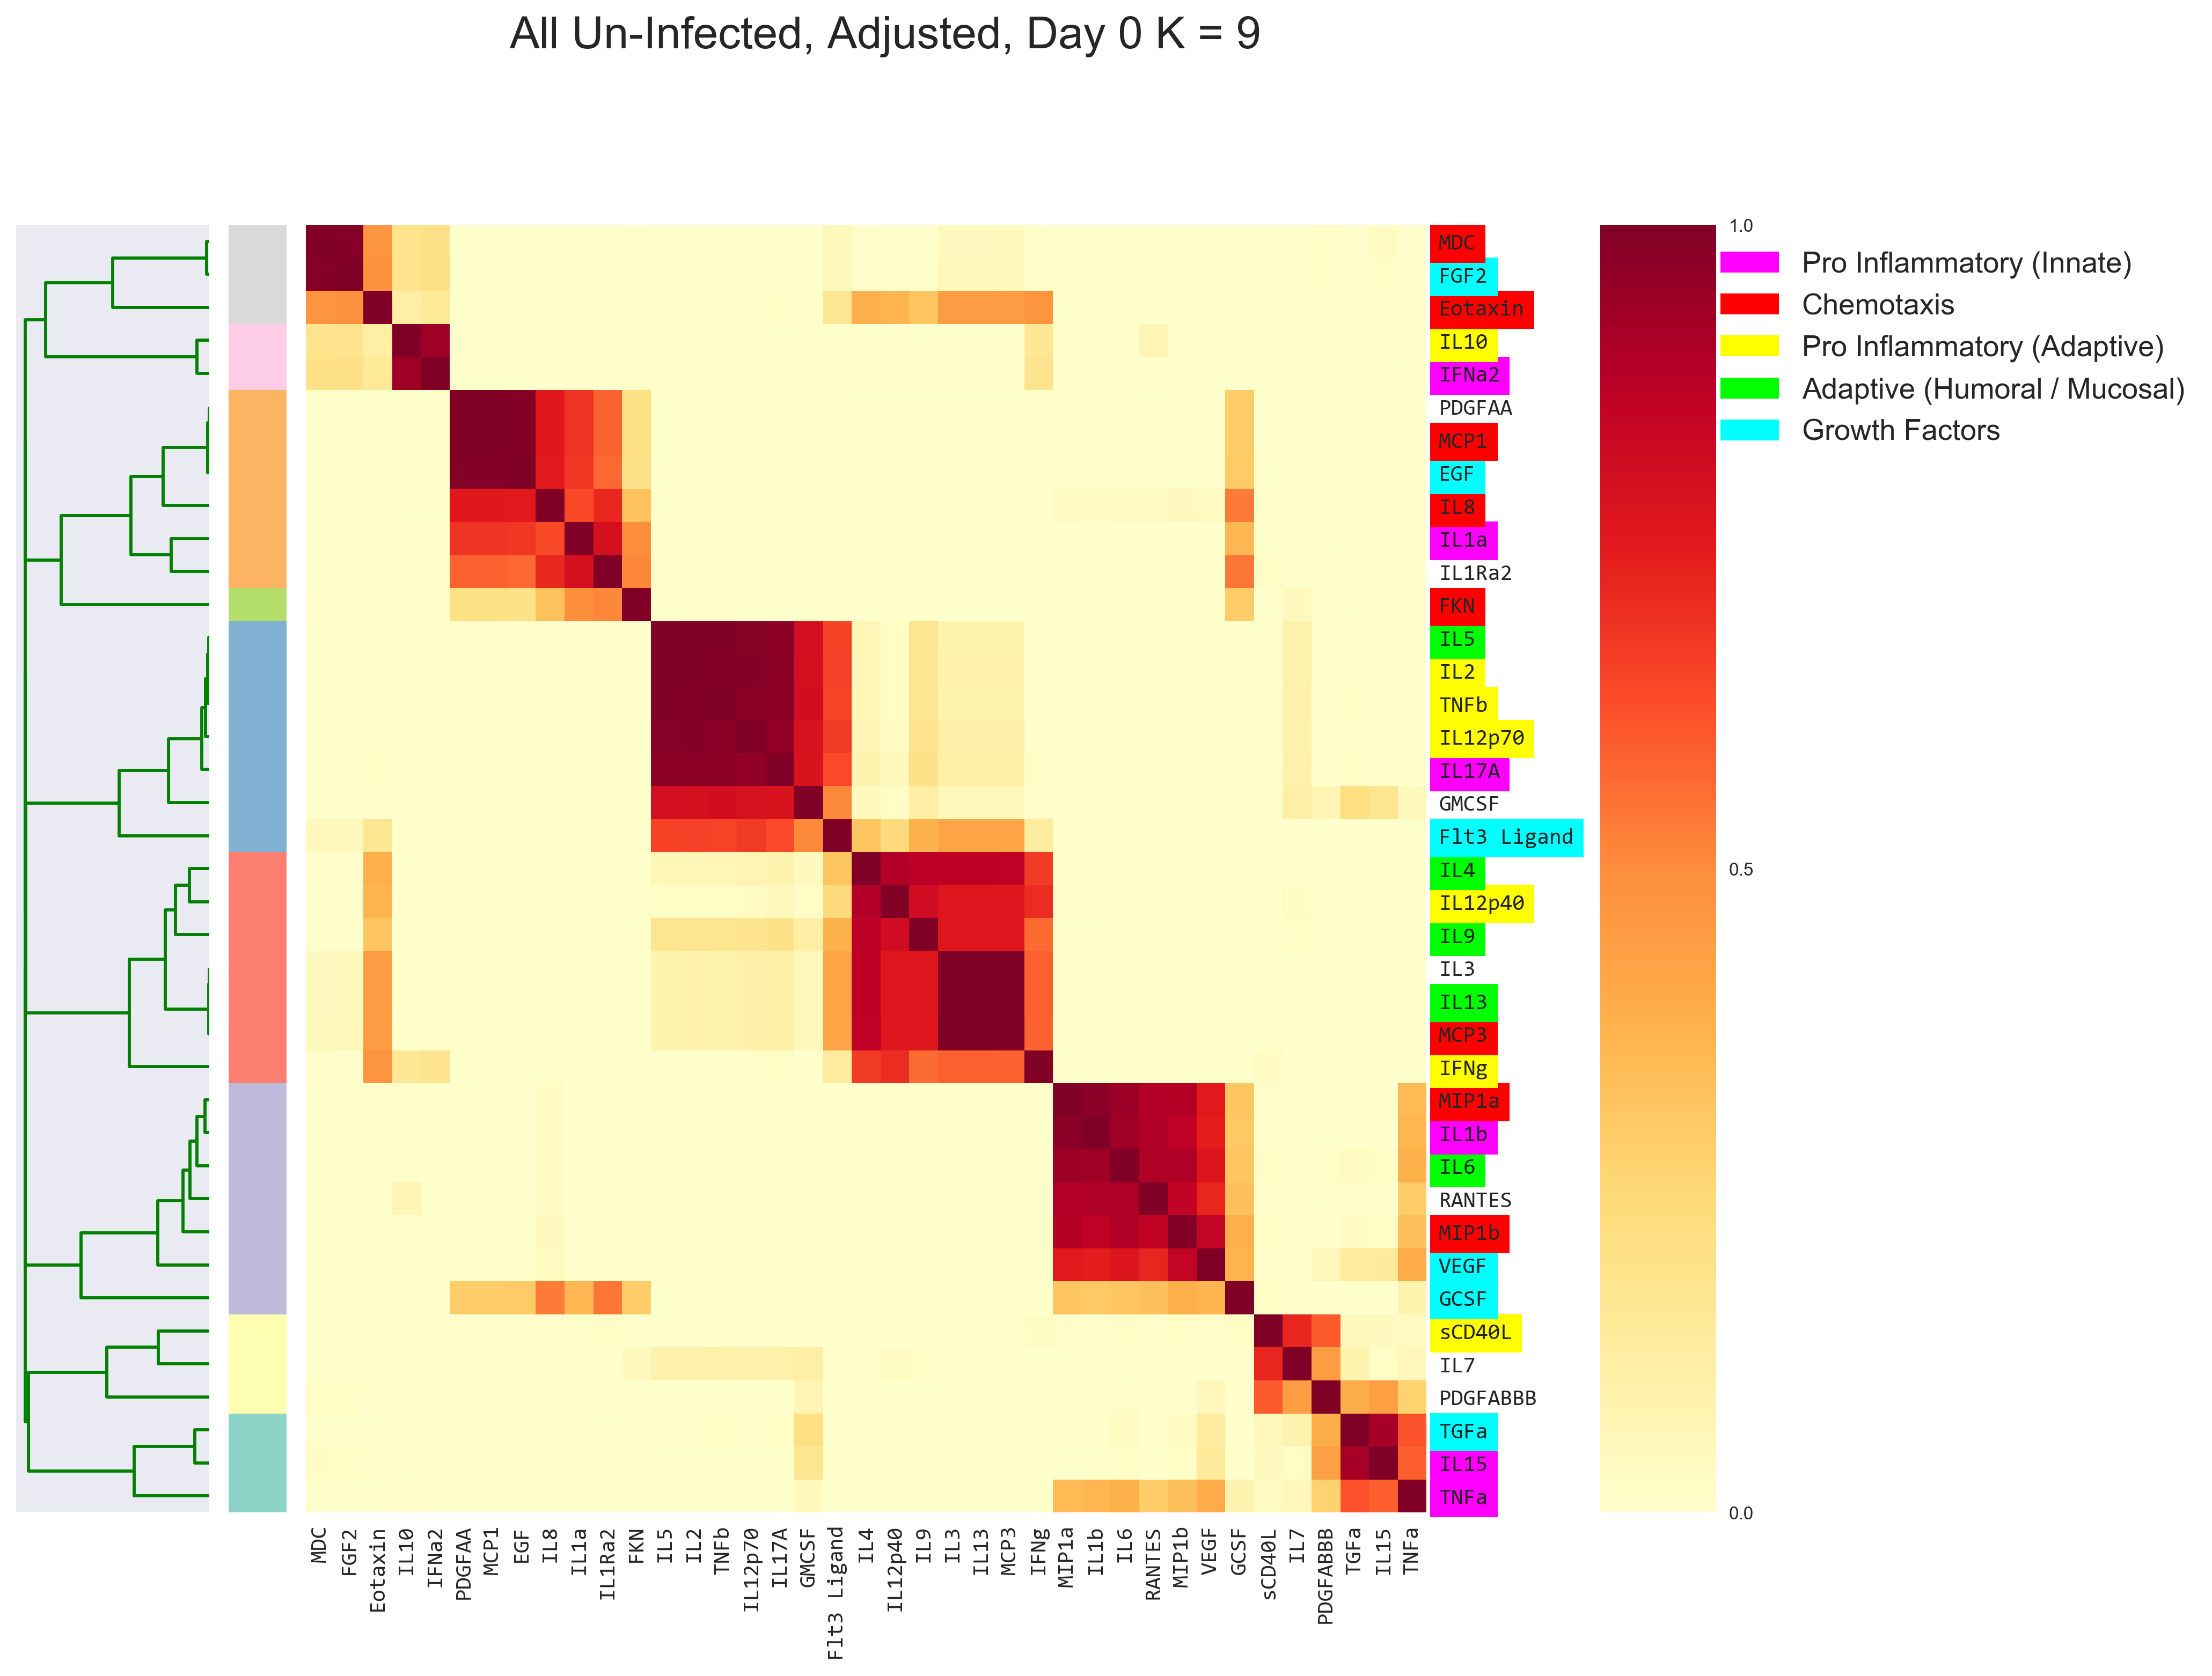 All Un-Infected, Adjusted, Day 0 K = 9
MDC
FGF2
Eotaxin
IL10
IFNa2
PDGFAA
MCP1
EGF
IL8
IL1a
IL1Ra2
FKN
IL5
IL2
TNFb
IL12p70
IL17A
GMCSF
Flt3 Ligand
IL4
IL12p40
IL9
IL3
IL13
MCP3
IFNg
MIP1a
IL1b
IL6
RANTES
MIP1b
VEGF
GCSF
sCD40L
IL7
PDGFABBB
TGFa
IL15
TNFa
1.0
0.5
0.0
Pro Inflammatory (Innate)
Chemotaxis
Pro Inflammatory (Adaptive)
Adaptive (Humoral / Mucosal)
Growth Factors
MDC
FGF2
Eotaxin
IL10
IFNa2
PDGFAA
MCP1
EGF
IL8
IL1a
IL1Ra2
FKN
IL5
IL2
TNFb
IL12p70
IL17A
GMCSF
Flt3 Ligand
IL4
IL12p40
IL9
IL3
IL13
MCP3
IFNg
MIP1a
IL1b
IL6
RANTES
MIP1b
VEGF
GCSF
sCD40L
IL7
PDGFABBB
TGFa
IL15
TNFa